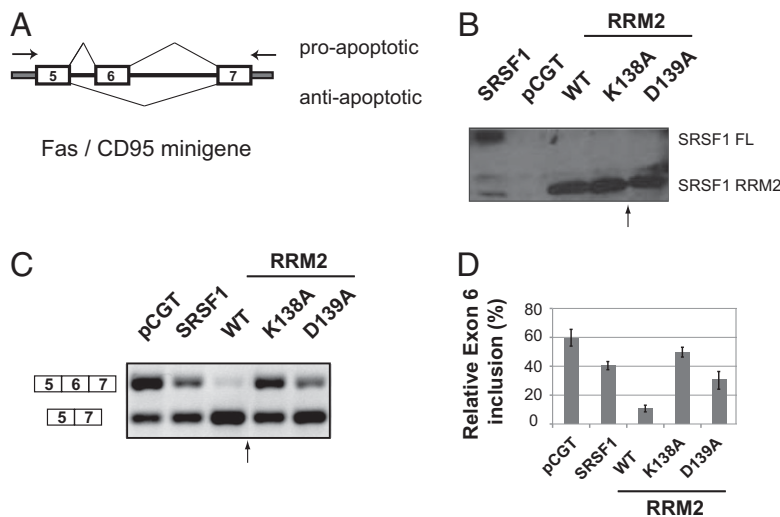 A
5
6
7
pro-apoptotic
anti-apoptotic
Fas / CD95 minigene
B
RRM2
SRSF1
pCGT
WT
K138A
D139A
SRSF1 FL
SRSF1 RRM2
C
RRM2
pCGT
SRSF1
WT
K138A
D139A
5 6 7
5 7
D
Relative Exon 6
inclusion (%)
80
60
40
20
0
pCGT
SRSF1
WT
K138A
D139A
RRM2